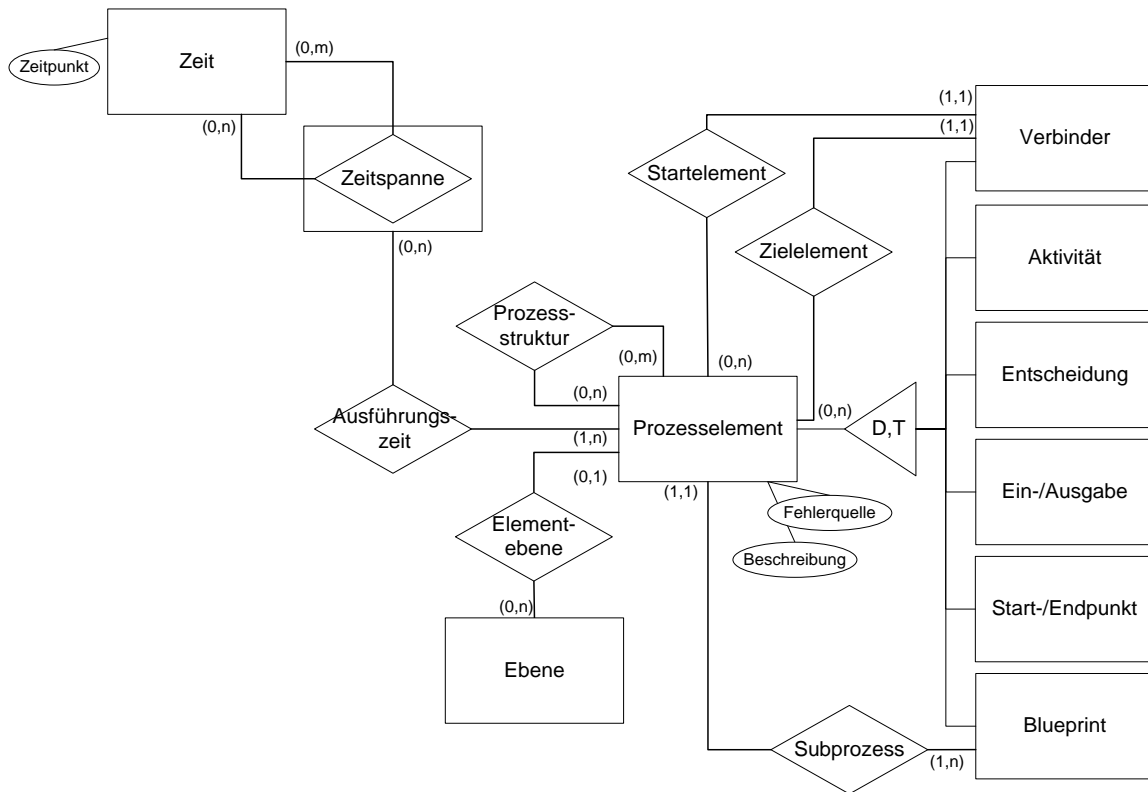 Zeit
Zeitpunkt
(0,m)
(0,n)
Zeitspanne
(0,n)
(1,1)
(1,1)
Verbinder
Startelement
Zielelement
Aktivität
Prozess-
struktur
(0,m)
(0,n)
(0,n)
(0,n)
Entscheidung
Ausführungs-
zeit
(1,n)
Prozesselement
D,T
(0,1)
(1,1)
Fehlerquelle
Beschreibung
Ein-/Ausgabe
Element-
ebene
(0,n)
Ebene
Start-/Endpunkt
Subprozess
(1,n)
Blueprint